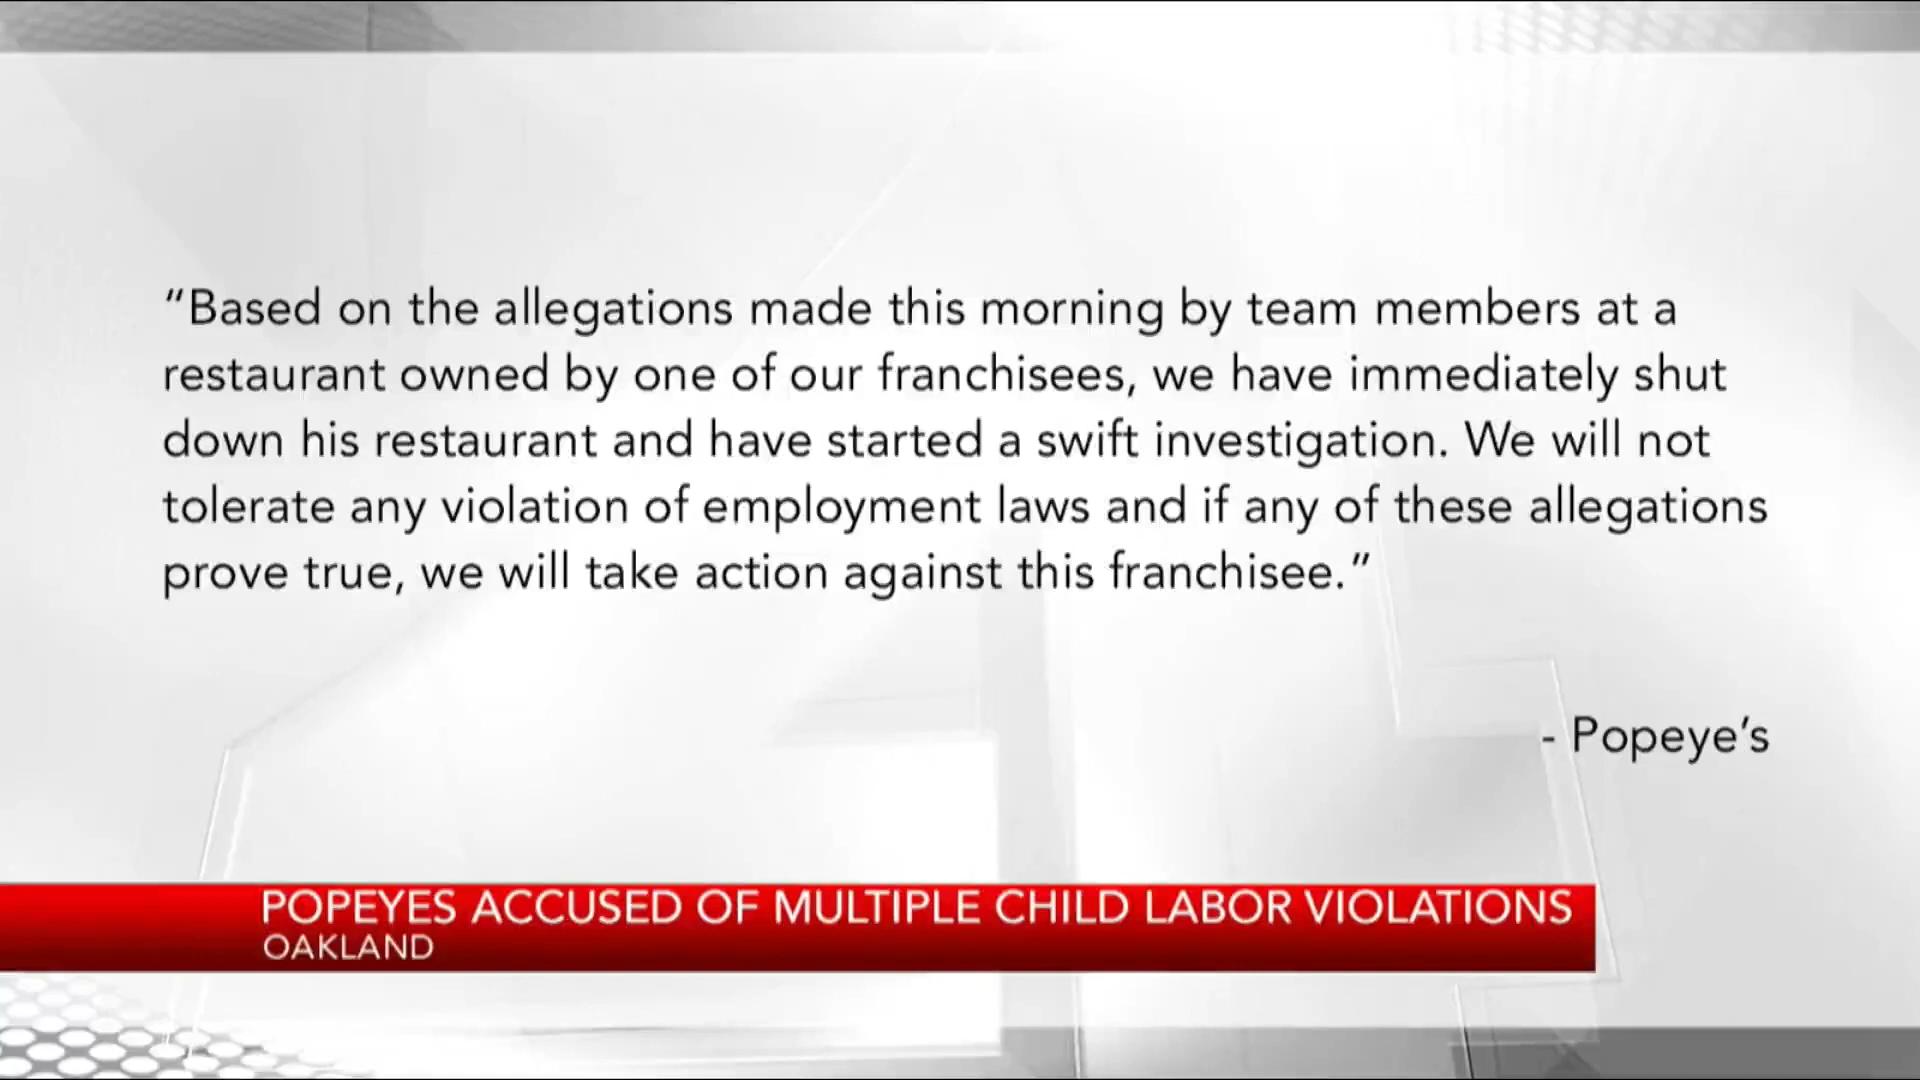 “Based on the allegations made this morning by team members at a
restaurant owned by one of our franchisees, we have immediately shut
down his restaurant and have started a swift investigation. We will not
tolerate any violation of employment laws and if any of these allegations
prove true, we will take action against this franchisee.”
- Popeye’s
POPEYES ACCUSED OF MULTIPLE CHILD LABOR VIOLATIONS
OAKLAND